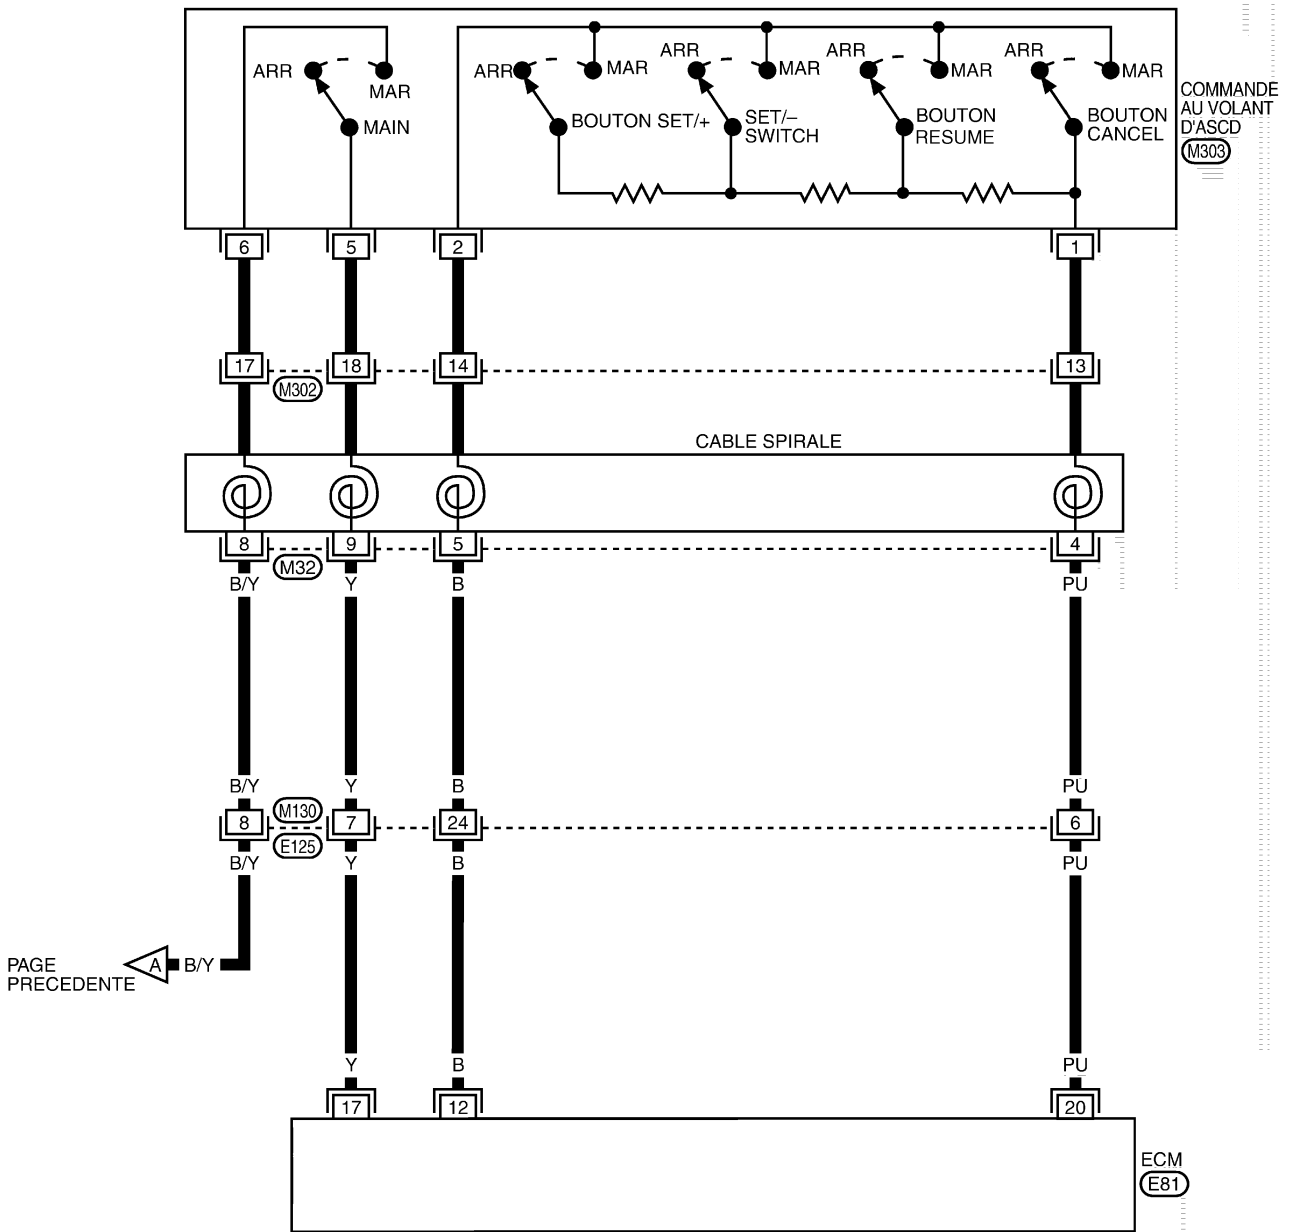 ARR
MAR
MAIN
ARR
MAR
BOUTON SET/+
ARR
MAR
SET/–
SWITCH
ARR
MAR
BOUTON
RESUME
ARR
MAR
BOUTON
CANCEL
COMMANDE
AU VOLANT
D'ASCD
M303
6
5
2
1
17
18
14
13
M302
CABLE SPIRALE
8
9
5
4
M32
B/Y
Y
B
PU
B/Y
Y
B
PU
M130
8
7
24
6
E125
B/Y
Y
B
PU
PAGE
PRECEDENTE
A
B/Y
Y
B
PU
17
12
20
ECM
E81